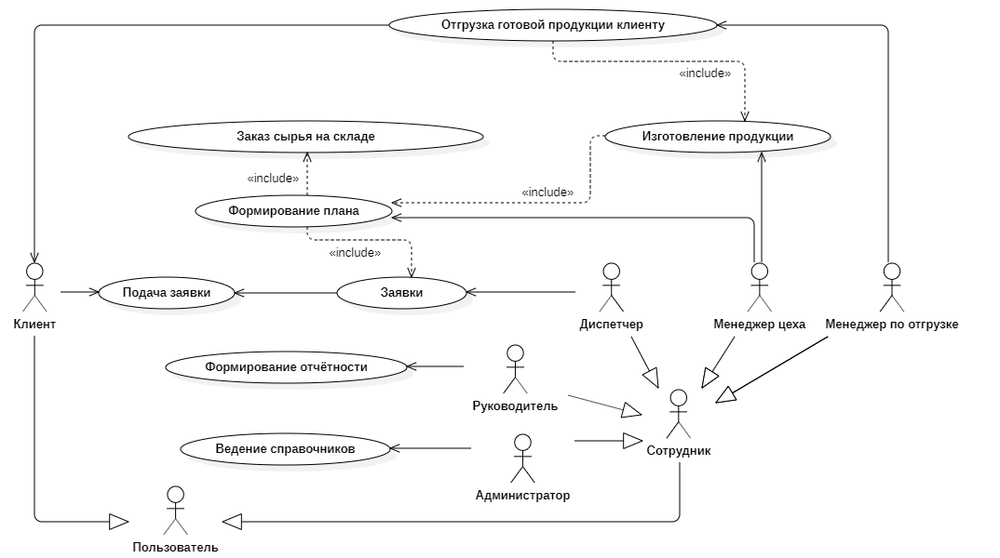 Отгрузка готовой продукции клиенту
«include»
Заказ сырья на складе
Изготовление продукции
«include»
«include»
Формирование плана
«include»
Подача заявки
Заявки
Клиент
Диспетчер
Менеджер цеха
Менеджер по отгрузке
Формирование отчётности
Руководитель
Ведение справочников
Сотрудник
Администратор
Пользователь